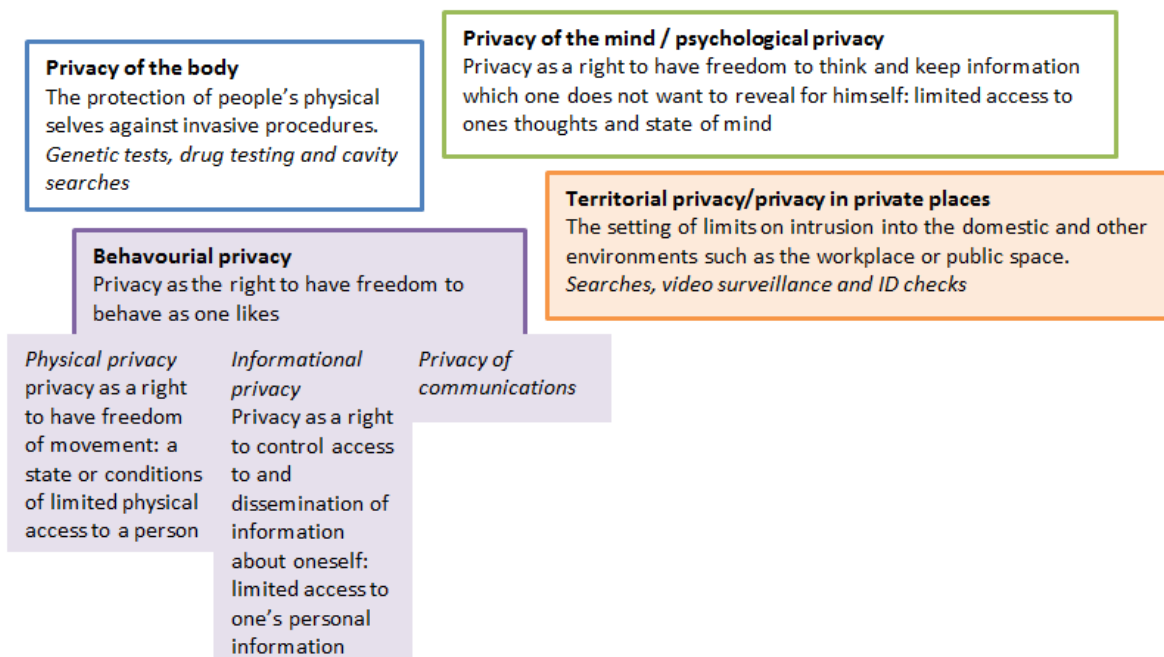 Privacy of the body
The protection of people's physical
selves against invasive procedures.
Genetic tests, drug testing and cavity
searches
Privacy of the mind / psychological privacy
Privacy as a right to have freedom to think and keep information
which one does not want to reveal for himself: limited access to
ones thoughts and state of mind
Territorial privacy/privacy in private places
The setting of limits on intrusion into the domestic and other
environments such as the workplace or public space.
Searches, video surveillance and ID checks
Behavourial privacy
Privacy as the right to have freedom to
behave as one likes
Physical privacy
privacy as a right
to have freedom
of movement: a
state or conditions
of limited physical
access to a person
Informational
privacy
Privacy as a right
to control access
to and
dissemination of
information
about oneself:
limited access to
one's personal
information
Privacy of
communications